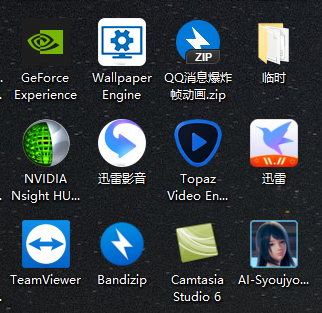 GeForce
Experience
Wallpaper
Engine
ZIP
QQ消息爆炸
帧动画.zip
临时
NVIDIA
Nsight HU...
迅雷影音
Topaz
Video En...
迅雷
TeamViewer
Bandizip
Camtasia
Studio 6
AI-Syoujyo...